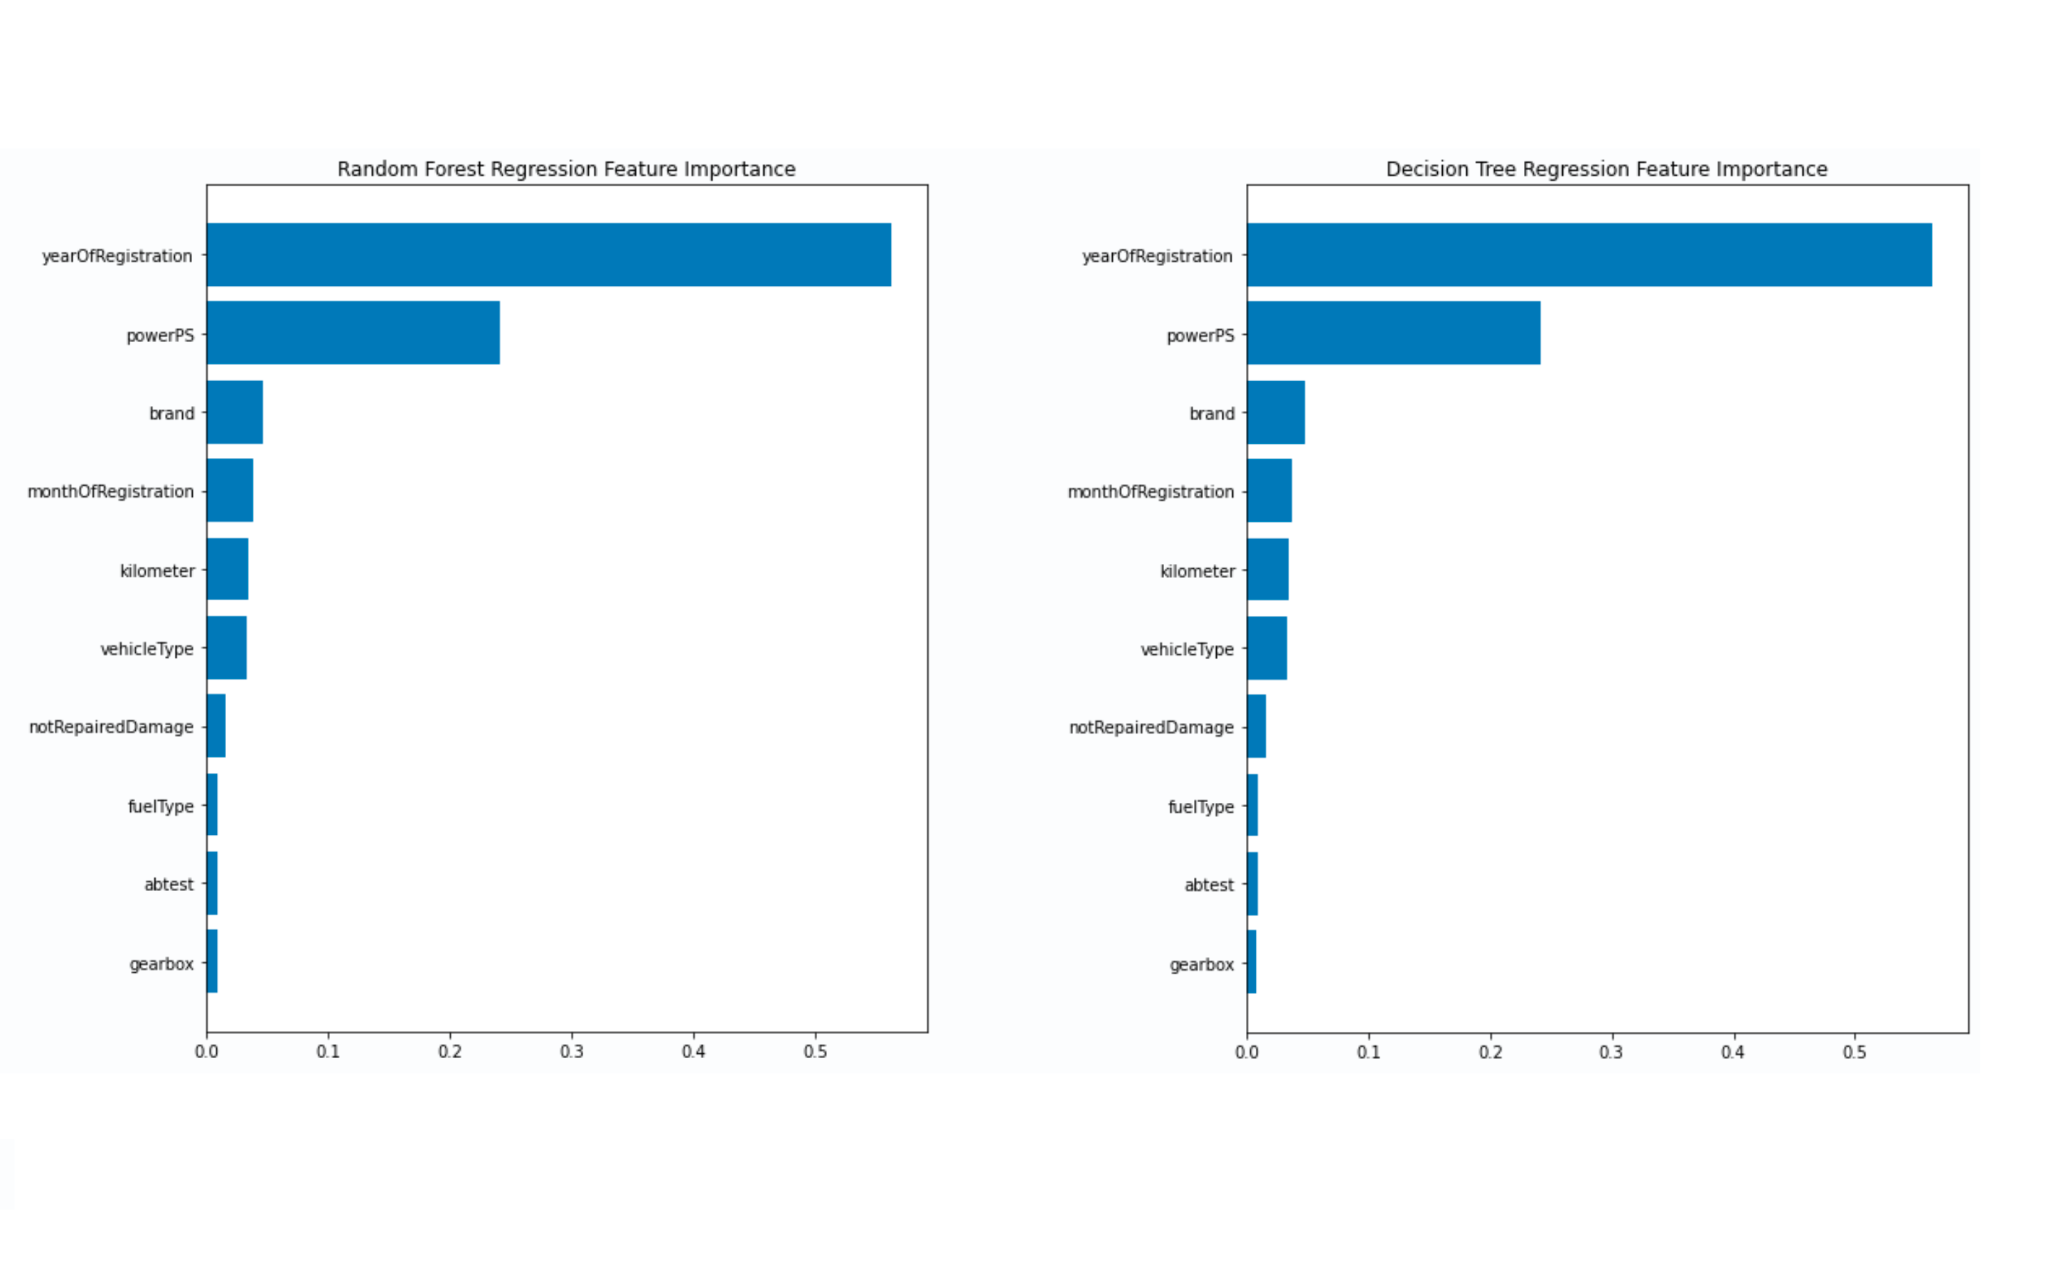 Random Forest Regression Feature Importance
yearOfRegistration
powerPS
brand
monthOfRegistration
kilometer
vehicleType
notRepairedDamage
fuelType
abtest
gearbox
0.0 0.1 0.2 0.3 0.4 0.5
Decision Tree Regression Feature Importance
yearOfRegistration
powerPS
brand
monthOfRegistration
kilometer
vehicleType
notRepairedDamage
fuelType
abtest
gearbox
0.0 0.1 0.2 0.3 0.4 0.5